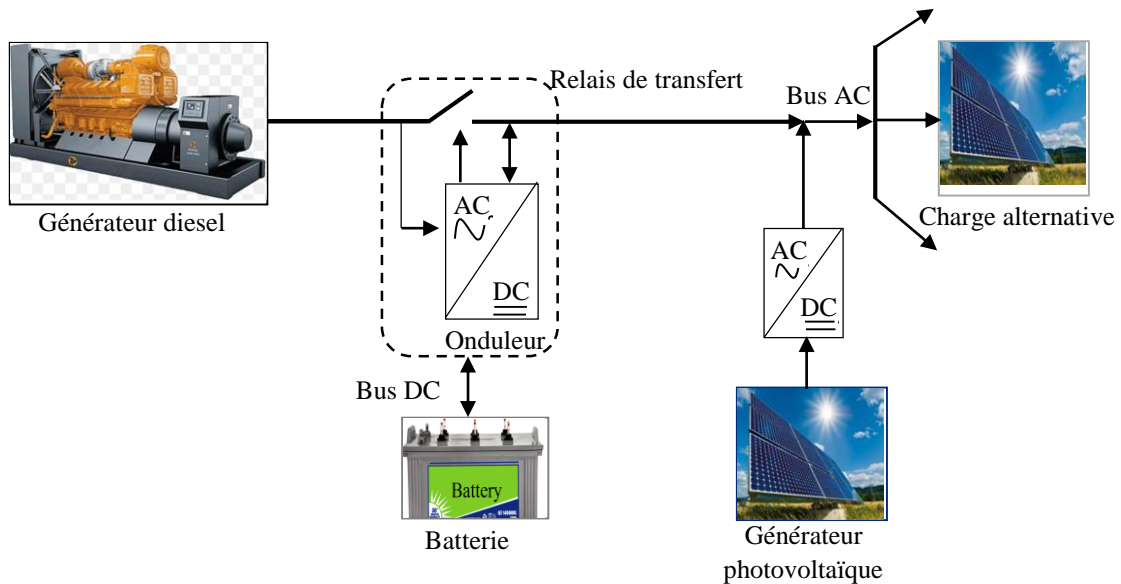 Relais de transfert
Bus AC
Générateur diesel
AC
DC
Onduleur
Charge alternative
AC
DC
Bus DC
Battery
Batterie
Générateur
photovoltaïque